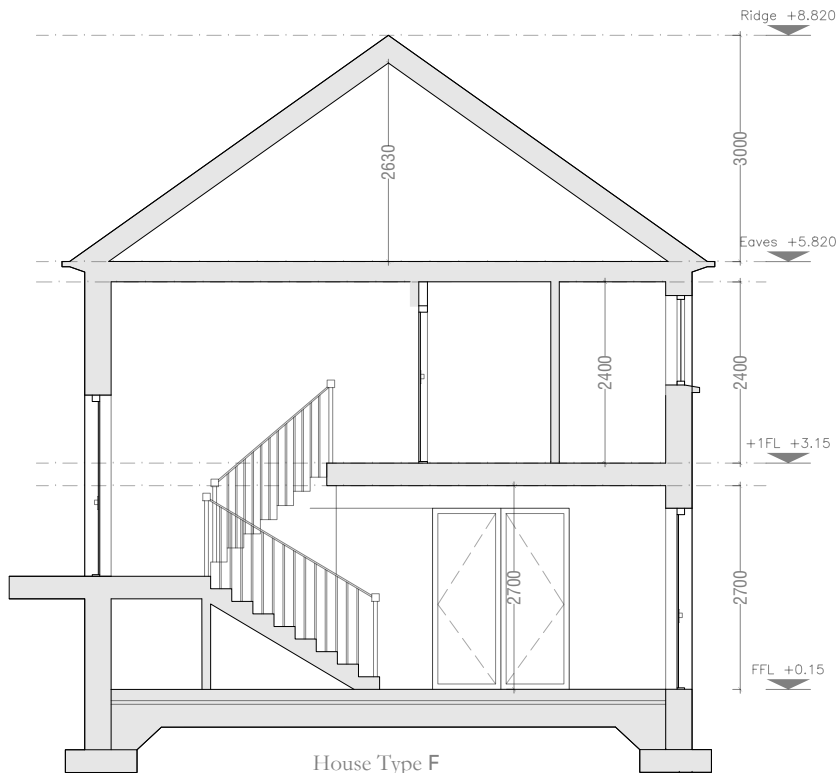 Ridge +8.820
3000
2630
Eaves +5.820
2400
2400
+1FL +3.15
2700
2700
FFL +0.15
House Type F